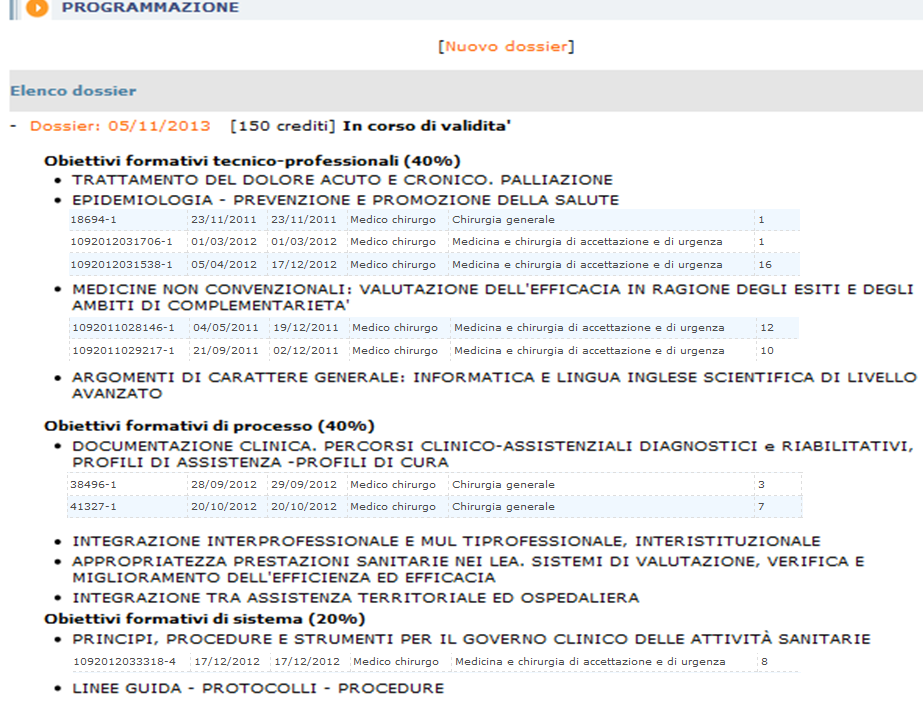 PROGRAMMAZIONE
[Nuovo dossier]
Elenco dossier
- Dossier: 05/11/2013 [150 crediti] In corso di validita'
Obiettivi formativi tecnico-professionali (40%)
• TRATTAMENTO DEL DOLORE ACUTO E CRONICO. PALLIAZIONE
• EPIDEMIOLOGIA - PREVENZIONE E PROMOZIONE DELLA SALUTE
18694-1 23/11/2011 23/11/2011 Medico chirurgo Chirurgia generale 1
1092012031706-1 01/03/2012 01/03/2012 Medico chirurgo Medicina e chirurgia di accettazione e di urgenza 1
1092012031538-1 05/04/2012 17/12/2012 Medico chirurgo Medicina e chirurgia di accettazione e di urgenza 16
• MEDICINE NON CONVENZIONALI: VALUTAZIONE DELL'EFFICACIA IN RAGIONE DEGLI ESITI E DEGLI
AMBITI DI COMPLEMENTARIETA'
1092011028146-1 04/05/2011 19/12/2011 Medico chirurgo Medicina e chirurgia di accettazione e di urgenza 12
1092011029217-1 21/09/2011 02/12/2011 Medico chirurgo Medicina e chirurgia di accettazione e di urgenza 10
• ARGOMENTI DI CARATTERE GENERALE: INFORMATICA E LINGUA INGLESE SCIENTIFICA DI LIVELLO
AVANZATO
Obiettivi formativi di processo (40%)
• DOCUMENTAZIONE CLINICA. PERCORSI CLINICO-ASSISTENZIALI DIAGNOSTICI e RIABILITATIVI,
PROFILI DI ASSISTENZA -PROFILI DI CURA
38496-1 28/09/2012 29/09/2012 Medico chirurgo Chirurgia generale 3
41327-1 20/10/2012 20/10/2012 Medico chirurgo Chirurgia generale 7
• INTEGRAZIONE INTERPROFESSIONALE E MUL TIPROFESSIONALE, INTERISTITUZIONALE
• APPROPRIATEZZA PRESTAZIONI SANITARIE NEI LEA. SISTEMI DI VALUTAZIONE, VERIFICA E
MIGLIORAMENTO DELL'EFFICIENZA ED EFFICACIA
• INTEGRAZIONE TRA ASSISTENZA TERRITORIALE ED OSPEDALIERA
Obiettivi formativi di sistema (20%)
• PRINCIPI, PROCEDURE E STRUMENTI PER IL GOVERNO CLINICO DELLE ATTIVITÀ SANITARIE
1092012033318-4 17/12/2012 17/12/2012 Medico chirurgo Medicina e chirurgia di accettazione e di urgenza 8
• LINEE GUIDA - PROTOCOLLI - PROCEDURE